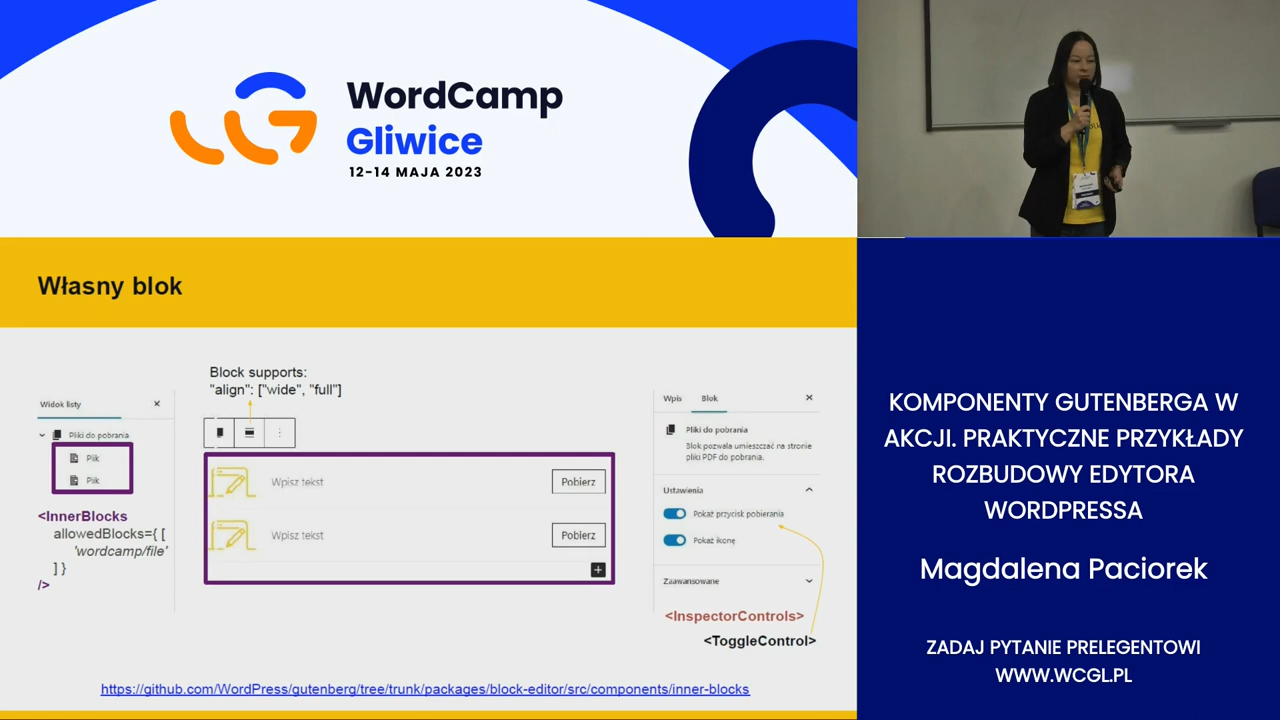 WordCamp
Gliwice
12-14 MAJA 2023
Własny blok
Block supports:
"align": ["wide", "full"]
Widok listy
Pliki do pobrania
Plik
Plik
<InnerBlocks
allowedBlocks={ [
'wordcamp/file'
] }
/>
Wpisz tekst
Pobierz
Wpisz tekst
Pobierz
Wpis Blok
Pliki do pobrania
Blok pozwala umieszczać na stronie
pliki PDF do pobrania.
Ustawienia
Pokaż przycisk pobierania
Pokaż ikonę
Zaawansowane
<InspectorControls>
<ToggleControl>
https://github.com/WordPress/gutenberg/tree/trunk/packages/block-editor/src/components/inner-blocks
KOMPONENTY GUTENBERGA W
AKCJI. PRAKTYCZNE PRZYKŁADY
ROZBUDOWY EDYTORA
WORDPRESSA
Magdalena Paciorek
ZADAJ PYTANIE PRELEGENTOWI
WWW.WCGL.PL